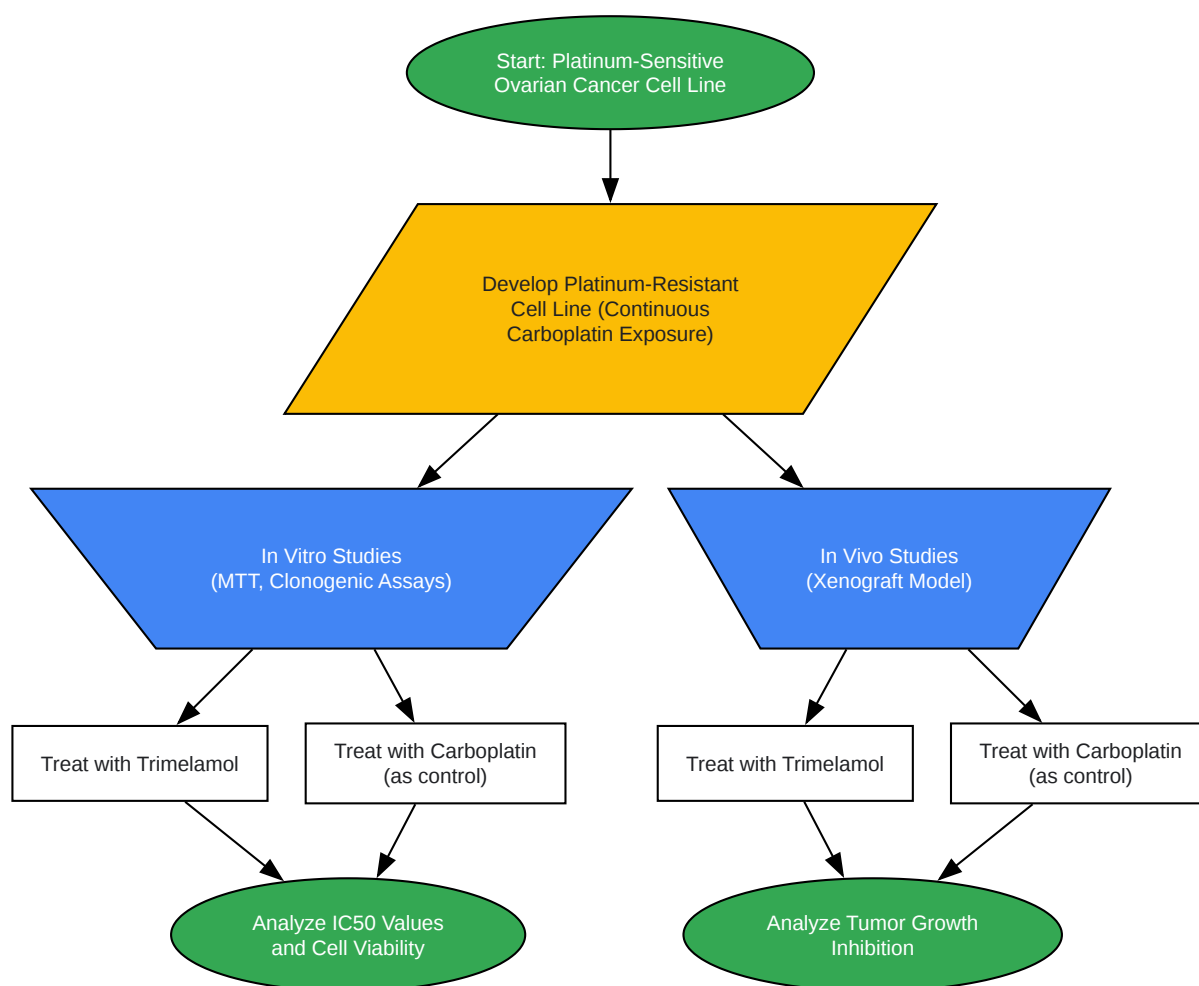 Start: Platinum-Sensitive
Ovarian Cancer Cell Line
Develop Platinum-Resistant
Cell Line (Continuous
Carboplatin Exposure)
In Vitro Studies
(MTT, Clonogenic Assays)
In Vivo Studies
(Xenograft Model)
Treat with Trimelamol
Treat with Carboplatin
(as control)
Treat with Trimelamol
Treat with Carboplatin
(as control)
Analyze IC50 Values
and Cell Viability
Analyze Tumor Growth
Inhibition